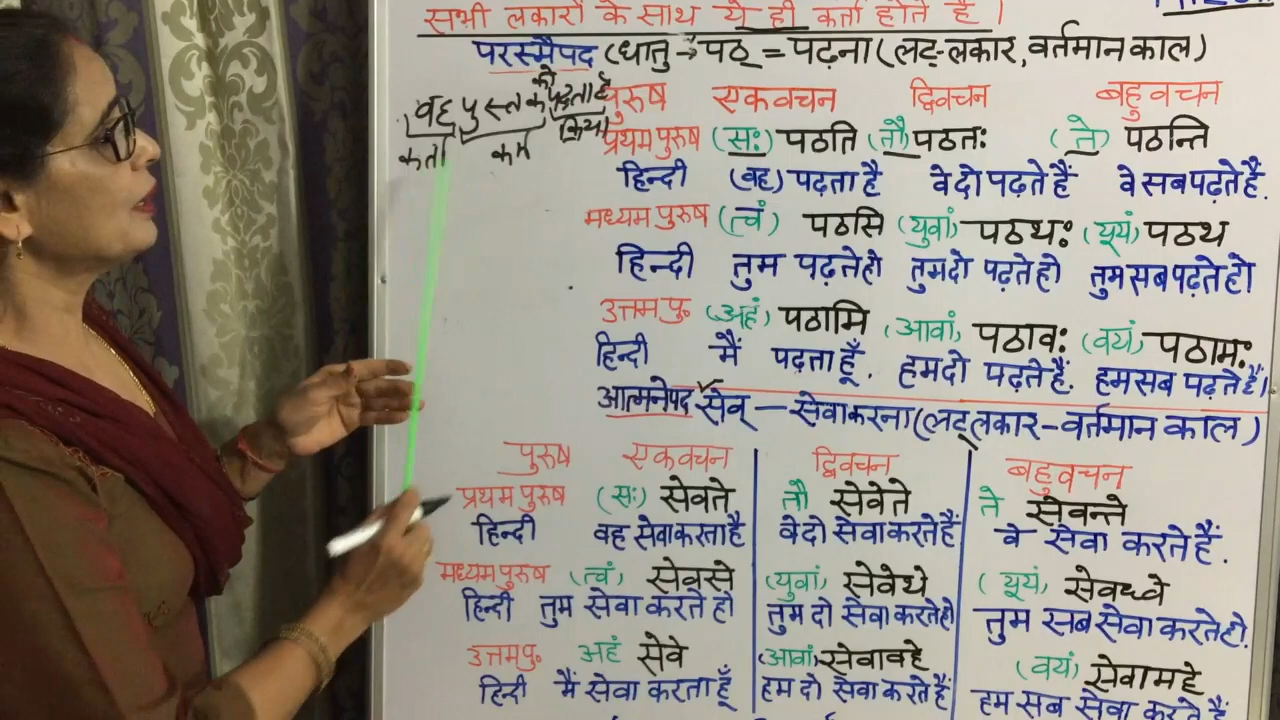 सभी लकारों के साथ ये ही कर्ता होते हैं ।
परस्मैपद (धातु → पठ् = पढ़ना (लट्-लकार, वर्तमान काल)
वह पुस्तक को पढ़ता है
कर्ता कर्म क्रिया
पुरुष एकवचन द्विवचन बहुवचन
प्रथम पुरुष (सः) पठति (तौ) पठतः (ते) पठन्ति
हिन्दी (वह) पढ़ता है वे दो पढ़ते हैं वे सब पढ़ते हैं.
मध्यम पुरुष (त्वं) पठसि (युवां) पठथः (यूयं) पठथ
हिन्दी तुम पढ़ते हो तुम दो पढ़ते हो तुम सब पढ़ते हो
उत्तम पु. (अहं) पठामि (आवां) पठावः (वयं) पठामः
हिन्दी मैं पढ़ता हूँ. हम दो पढ़ते हैं. हम सब पढ़ते हैं।
आत्मनेपद सेव् – सेवा करना (लट् लकार – वर्तमान काल)
पुरुष एकवचन द्विवचन बहुवचन
प्रथम पुरुष (सः) सेवते तौ सेवेते ते सेवन्ते
हिन्दी वह सेवा करता है वे दो सेवा करते हैं वे सेवा करते हैं.
मध्यम पुरुष (त्वं) सेवसे (युवां) सेवेथे (यूयं) सेवध्वे
हिन्दी तुम सेवा करते हो तुम दो सेवा करते हो तुम सब सेवा करते हो.
उत्तम पु. अहं सेवे (आवां) सेवावहे (वयं) सेवामहे
हिन्दी मैं सेवा करता हूँ हम दो सेवा करते हैं हम सब सेवा करते हैं